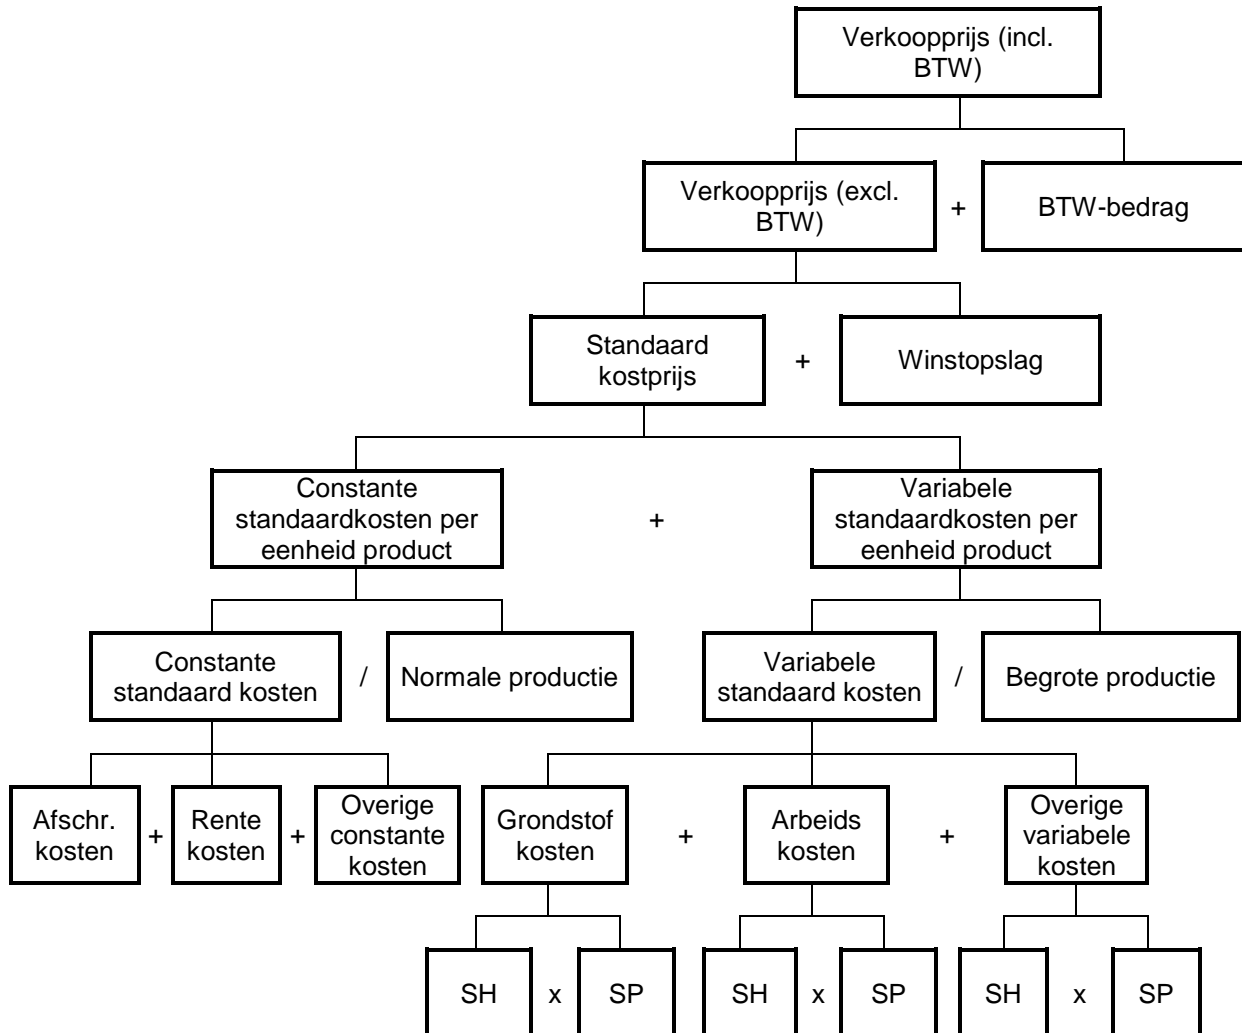 Verkoopprijs (incl.
BTW)
Verkoopprijs (excl.
BTW)
+
BTW-bedrag
Standaard
kostprijs
+
Winstopslag
Constante
standaardkosten per
eenheid product
+
Variabele
standaardkosten per
eenheid product
Constante
standaard kosten
/
Normale productie
Variabele
standaard kosten
/
Begrote productie
Afschr.
kosten
+
Rente
kosten
+
Overige
constante
kosten
Grondstof
kosten
+
Arbeids
kosten
+
Overige
variabele
kosten
SH
x
SP
SH
x
SP
SH
x
SP